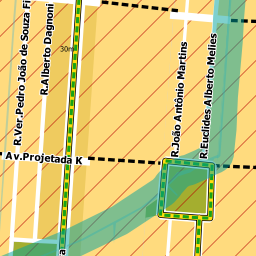 R.Ver.Pedro João de Souza Fi
R.Alberto Dagnoni
30m
R.João Antônio Martins
R.Euclides Alberto Melies
Av.Projetada K